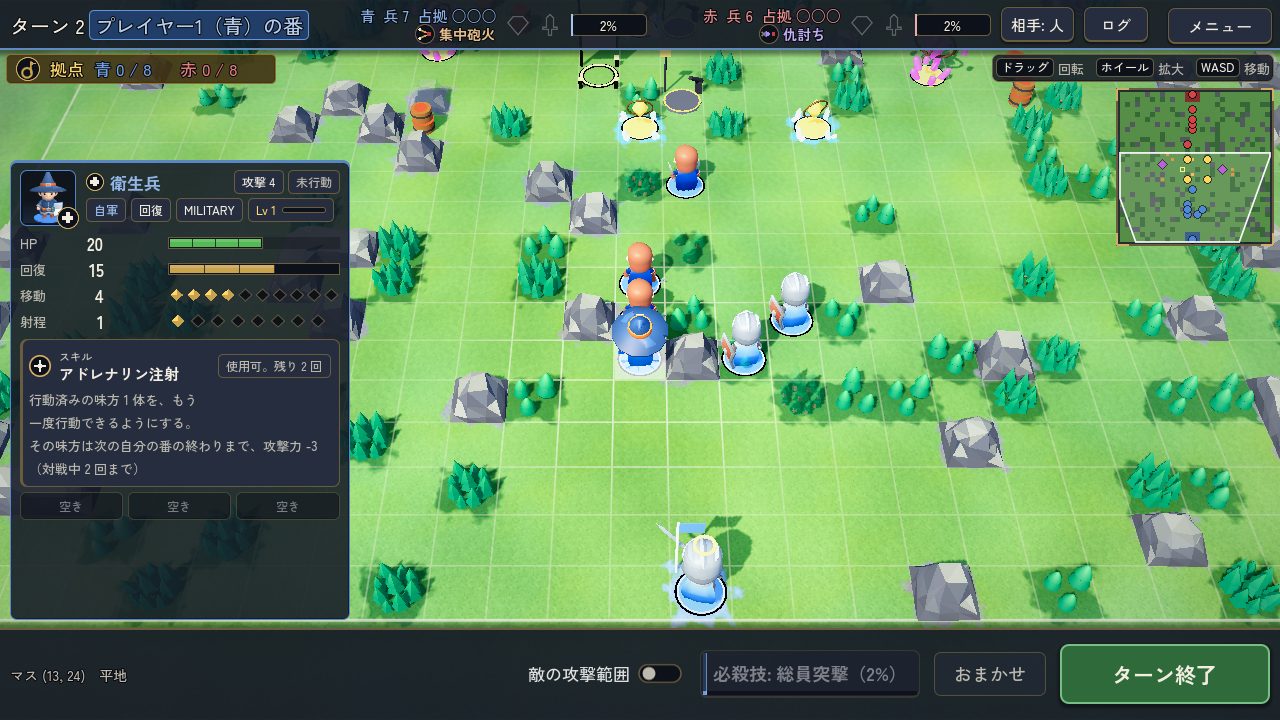 ターン 2 プレイヤー1（青）の番
青 兵 7 占拠 〇〇〇
集中砲火
2%
赤 兵 6 占拠 〇〇〇
仇討ち
2%
相手: 人
ログ
メニュー
拠点 青 0 / 8 赤 0 / 8
ドラッグ 回転 ホイール 拡大 WASD 移動
衛生兵
攻撃 4
未行動
自軍
回復
MILITARY
Lv 1
HP 20
回復 15
移動 4
射程 1
スキル
アドレナリン注射
使用可。残り 2 回
行動済みの味方 1 体を、もう
一度行動できるようにする。
その味方は次の自分の番の終わりまで、攻撃力 -3
（対戦中 2 回まで）
空き
空き
空き
マス (13, 24) 平地
敵の攻撃範囲
必殺技: 総員突撃（2%）
おまかせ
ターン終了